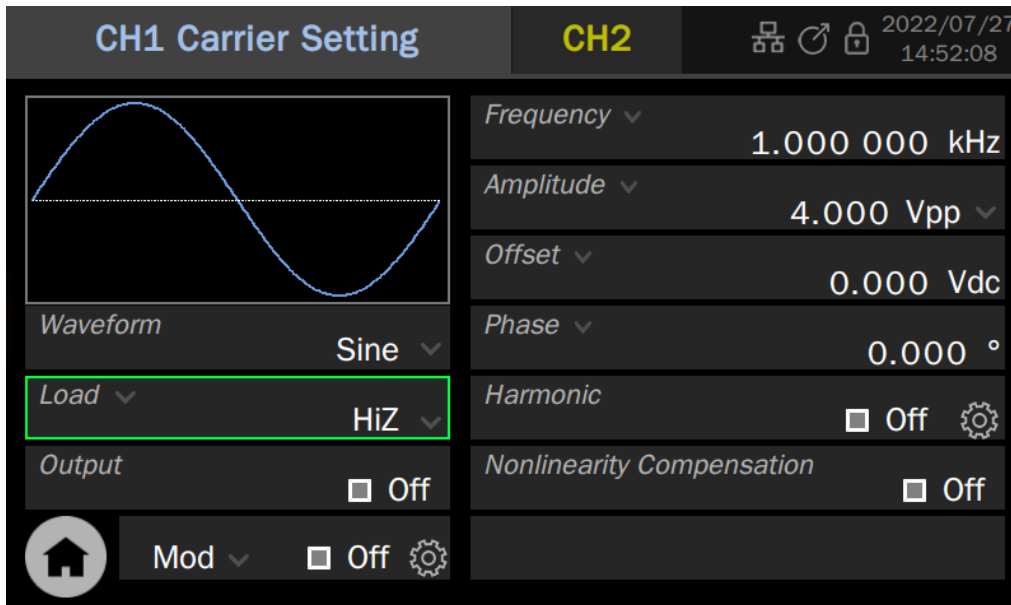 CH1 Carrier Setting
CH2
2022/07/27
14:52:08
Frequency
1.000 000 kHz
Amplitude
4.000 Vpp
Offset
0.000 Vdc
Waveform
Sine
Phase
0.000 °
Load
HiZ
Harmonic
Off
Output
Off
Nonlinearity Compensation
Off
Mod
Off